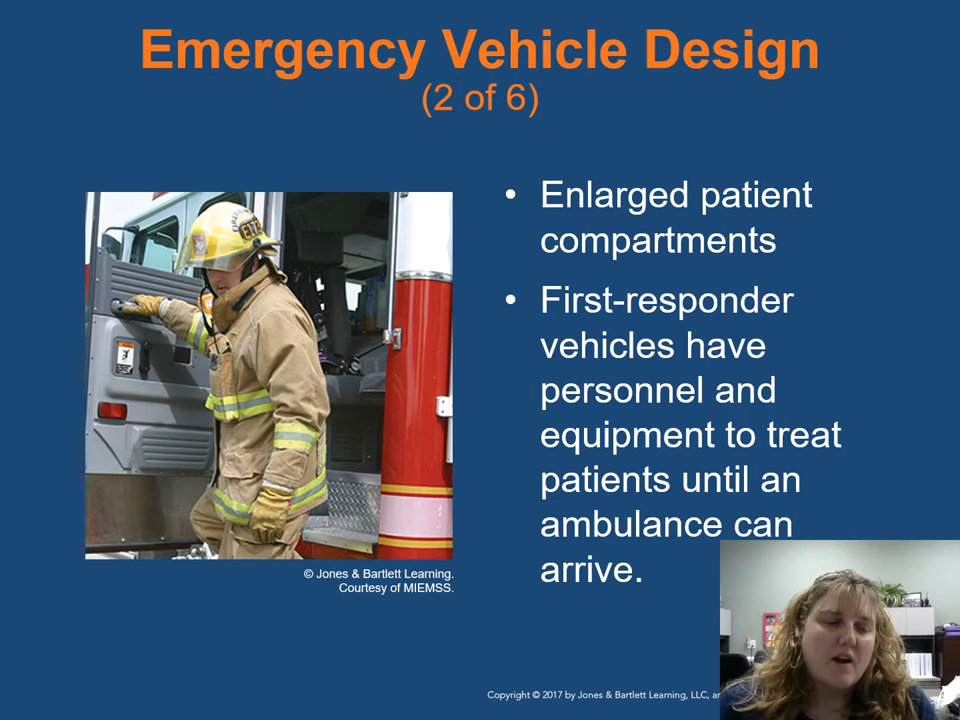 Emergency Vehicle Design
(2 of 6)
• Enlarged patient
compartments
• First-responder
vehicles have
personnel and
equipment to treat
patients until an
ambulance can
arrive.
© Jones & Bartlett Learning.
Courtesy of MIEMSS.
Copyright © 2017 by Jones & Bartlett Learning, LLC, an